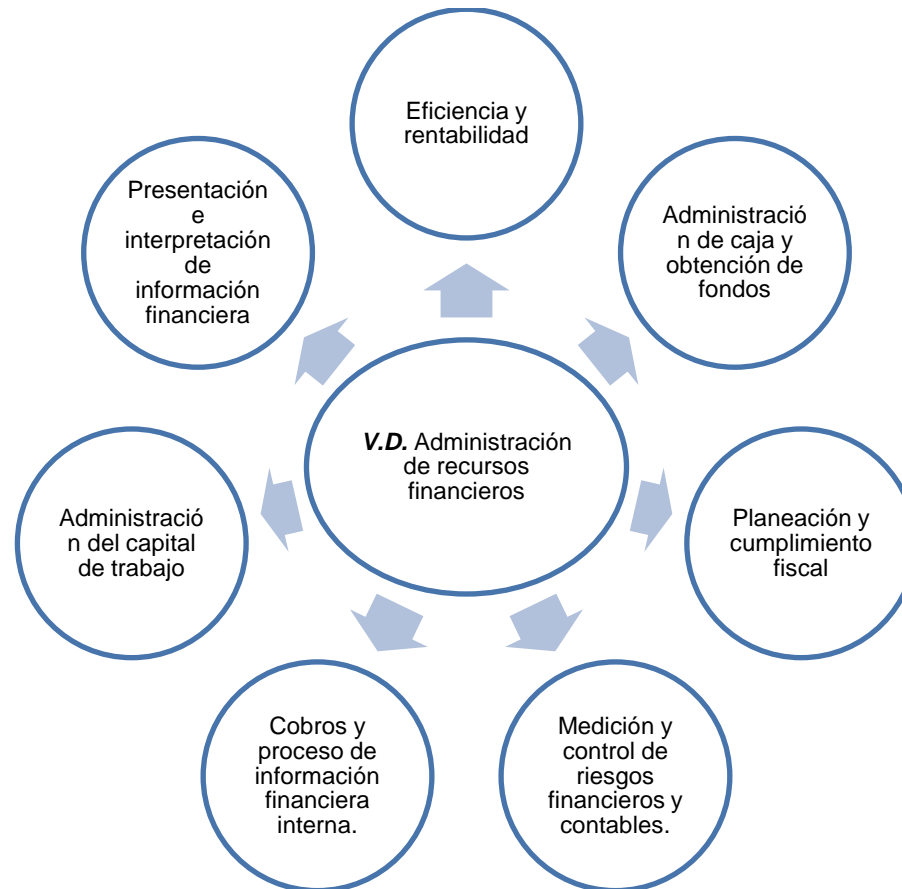 Eficiencia y
rentabilidad
Administració
n de caja y
obtención de
fondos
Planeación y
cumplimiento
fiscal
Medición y
control de
riesgos
financieros y
contables.
Cobros y
proceso de
información
financiera
interna.
Administració
n del capital
de trabajo
Presentación
e
interpretación
de
información
financiera
V.D. Administración
de recursos
financieros